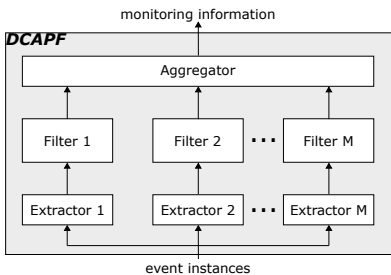 monitoring information
DCAPF
Aggregator
Filter 1 Filter 2 ... Filter M
Extractor 1 Extractor 2 ... Extractor M
event instances